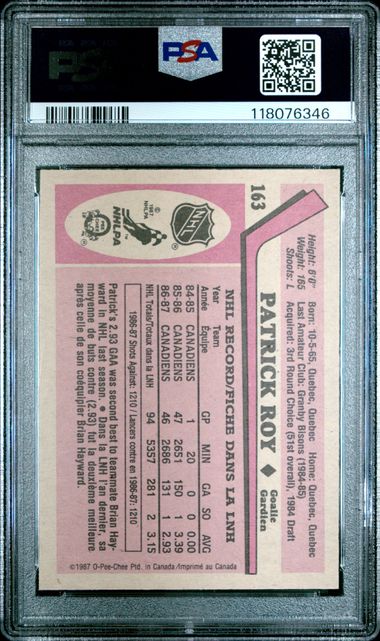 PSA
PSA
118076346
163
Height: 6'0" Born: 10-5-65, Quebec, Quebec Home: Quebec, Quebec
Weight: 165 Last Amateur Club: Granby Bisons (1984-85)
Shoots: L Acquired: 3rd Round Choice (51st overall), 1984 Draft
PATRICK ROY ♦ Goalie
Gardien
NHL
©
1987
NHLPA
NHLPA
NHL RECORD/FICHE DANS LA LNH
Year Team GP MIN GA SO AVG
Année Équipe
84-85 CANADIENS 1 20 0 0 0.00
85-86 CANADIENS 47 2651 150 1 3.39
86-87 CANADIENS 46 2686 131 1 2.93
NHL Totals/Totaux dans la LNH 94 5357 281 2 3.15
1986-87 Shots Against: 1210 / Lancers contre en 1986-87: 1210
Patrick's 2.93 GAA was second best to teammate Brian Hay-
ward in NHL last season. • Dans la LNH l'an dernier, sa
moyenne de buts contre (2.93) fut la deuxième meilleure
après celle de son coéquipier Brian Hayward.
©1987 O-Pee-Chee Ptd. in Canada/Imprimé au Canada